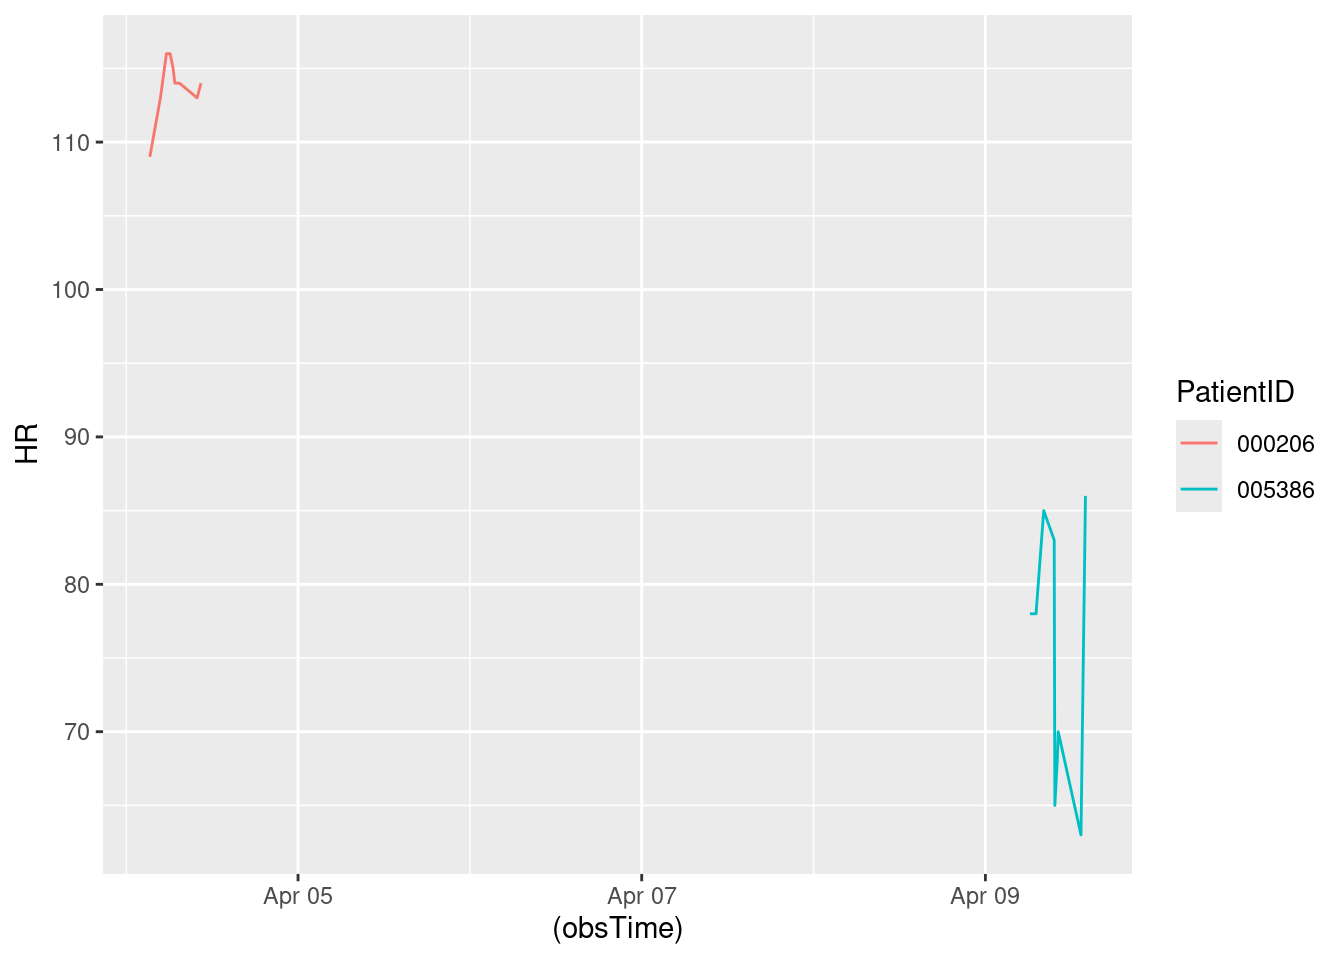 110
100
90
80
70
HR
Apr 05
Apr 07
Apr 09
(obsTime)
PatientID
000206
005386